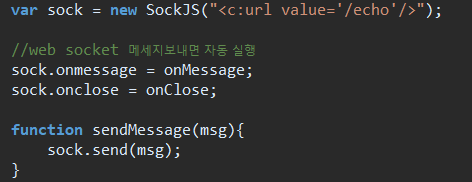 var sock = new SockJS("<c:url value='/echo'/>");
//web socket 메세지보내면 자동 실행
sock.onmessage = onMessage;
sock.onclose = onClose;
function sendMessage(msg){
sock.send(msg);
}